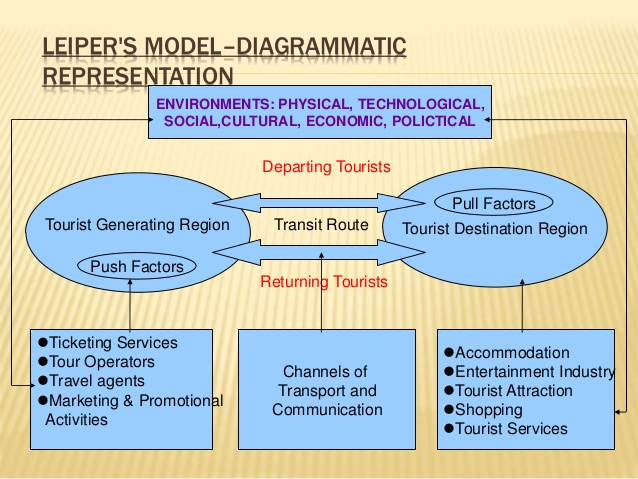 LEIPER'S MODEL–DIAGRAMMATIC
REPRESENTATION
ENVIRONMENTS: PHYSICAL, TECHNOLOGICAL,
SOCIAL,CULTURAL, ECONOMIC, POLICTICAL
Departing Tourists
Tourist Generating Region
Push Factors
Transit Route
Pull Factors
Tourist Destination Region
Returning Tourists
●Ticketing Services
●Tour Operators
●Travel agents
●Marketing & Promotional
Activities
Channels of
Transport and
Communication
●Accommodation
●Entertainment Industry
●Tourist Attraction
●Shopping
●Tourist Services